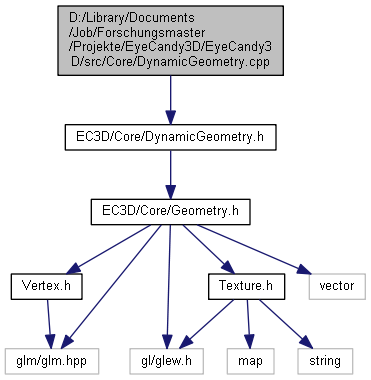 D:/Library/Documents
/Job/Forschungsmaster
/Projekte/EyeCandy3D/EyeCandy3
D/src/Core/DynamicGeometry.cpp
EC3D/Core/DynamicGeometry.h
EC3D/Core/Geometry.h
Vertex.h
Texture.h
vector
glm/glm.hpp
gl/glew.h
map
string